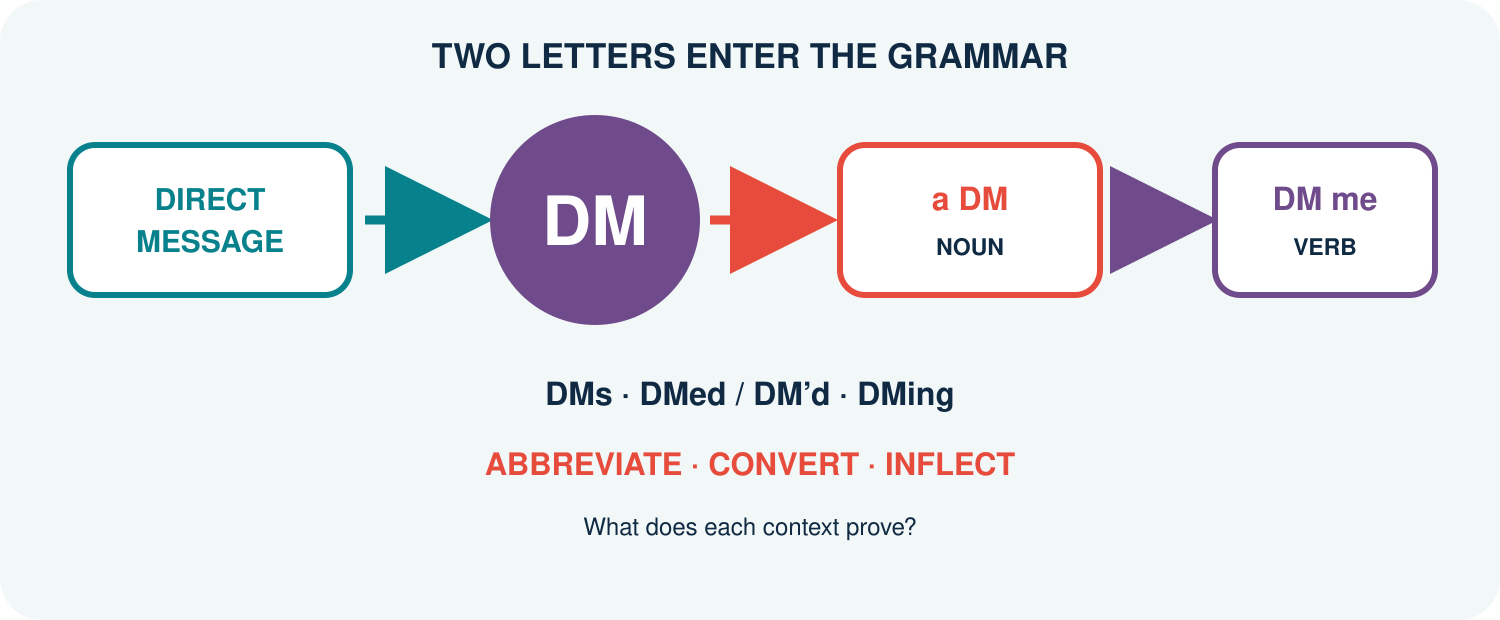 TWO LETTERS ENTER THE GRAMMAR
DIRECT
MESSAGE
DM
a DM
NOUN
DM me
VERB
DMs · DMed / DM’d · DMing
ABBREVIATE · CONVERT · INFLECT
What does each context prove?